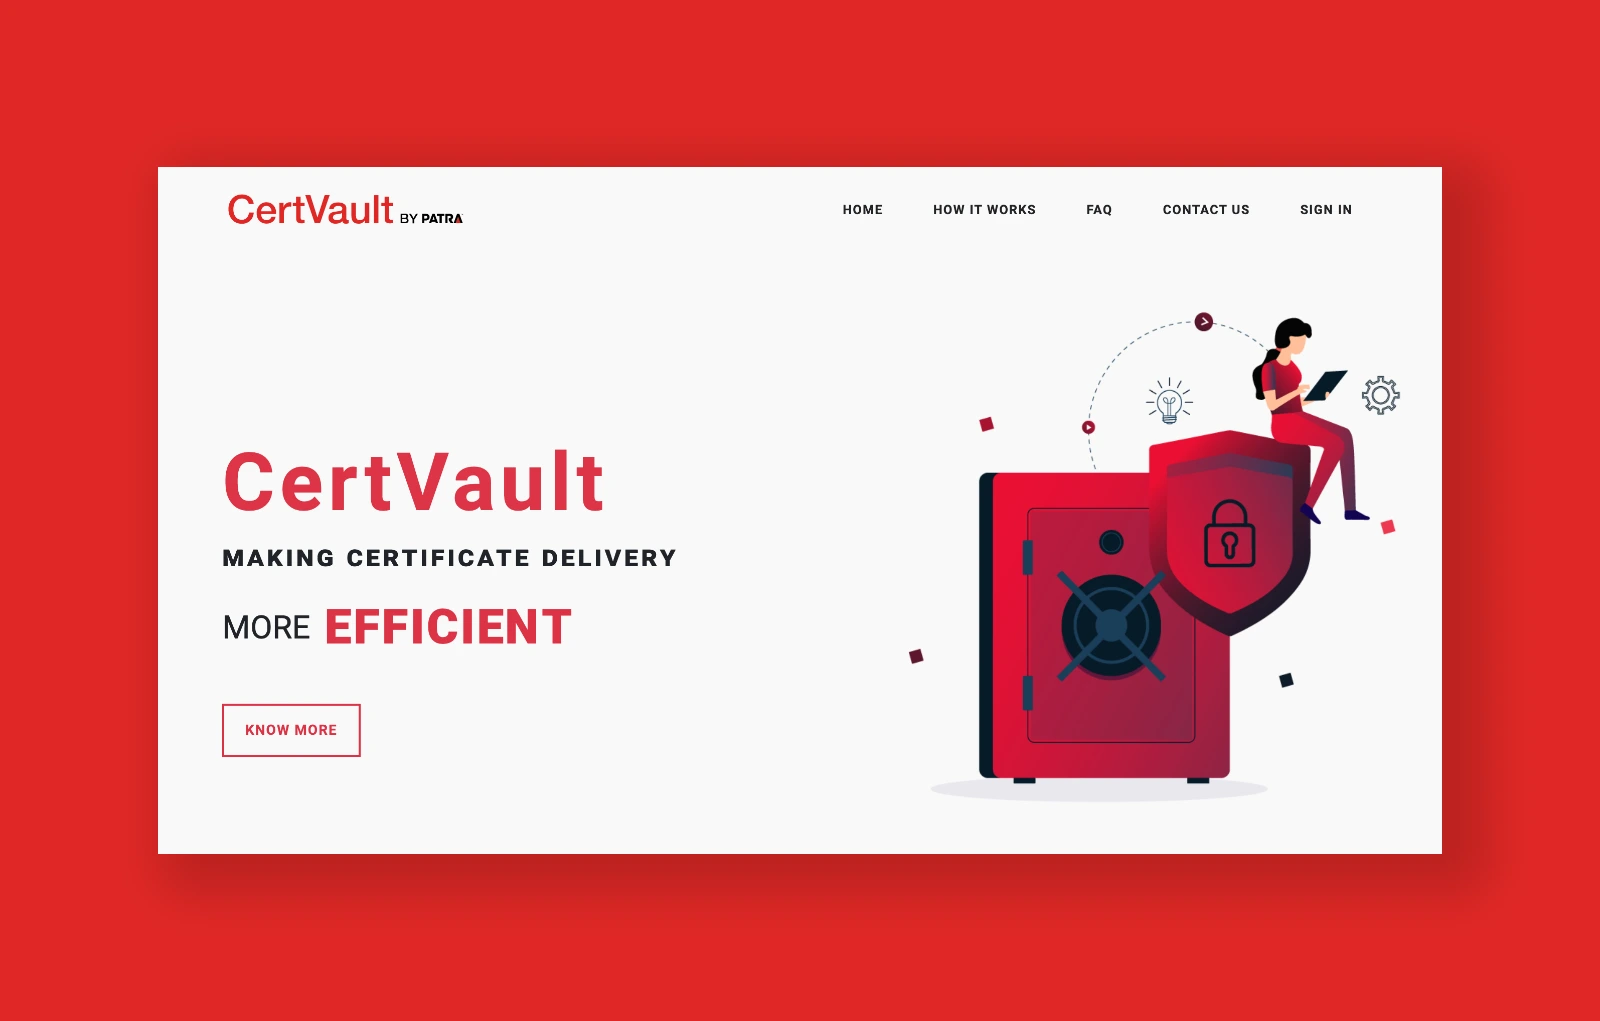 CertVault BY PATRA
HOME HOW IT WORKS FAQ CONTACT US SIGN IN
CertVault
MAKING CERTIFICATE DELIVERY
MORE EFFICIENT
KNOW MORE